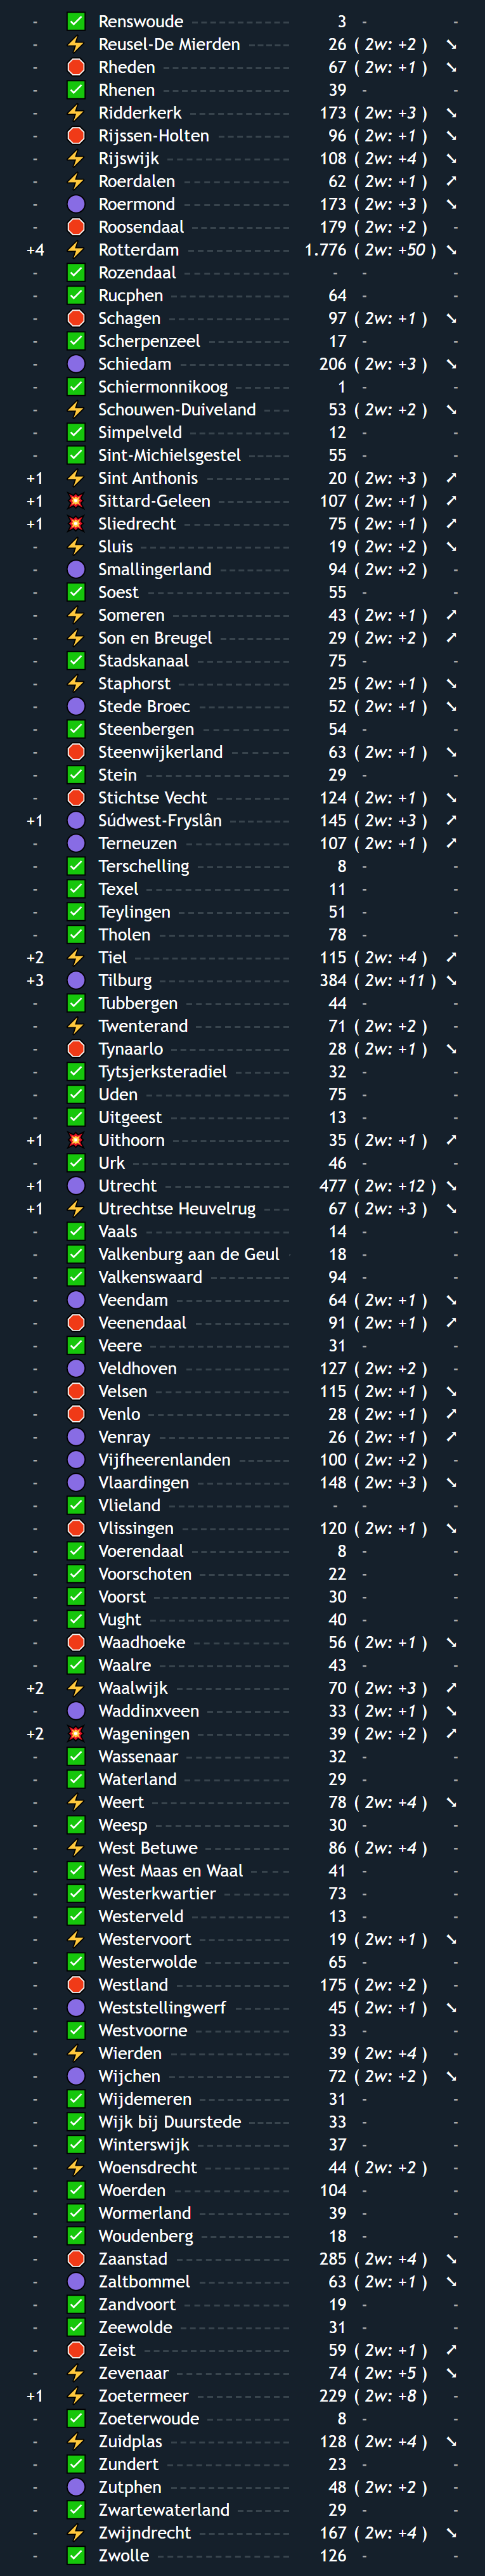 - ✅ Renswoude 3 - -
- ⚡ Reusel-De Mierden 26 ( 2w: +2 ) ➘
- 🛑 Rheden 67 ( 2w: +1 ) ➘
- ✅ Rhenen 39 - -
- ⚡ Ridderkerk 173 ( 2w: +3 ) ➘
- 🛑 Rijssen-Holten 96 ( 2w: +1 ) ➘
- ⚡ Rijswijk 108 ( 2w: +4 ) ➘
- ⚡ Roerdalen 62 ( 2w: +1 ) ➚
- 🟣 Roermond 173 ( 2w: +3 ) ➘
- 🛑 Roosendaal 179 ( 2w: +2 ) -
+4 ⚡ Rotterdam 1.776 ( 2w: +50 ) ➘
- ✅ Rozendaal - - -
- ✅ Rucphen 64 - -
- 🛑 Schagen 97 ( 2w: +1 ) ➘
- ✅ Scherpenzeel 17 - -
- 🟣 Schiedam 206 ( 2w: +3 ) ➘
- ✅ Schiermonnikoog 1 - -
- ⚡ Schouwen-Duiveland 53 ( 2w: +2 ) ➘
- ✅ Simpelveld 12 - -
- ✅ Sint-Michielsgestel 55 - -
+1 ⚡ Sint Anthonis 20 ( 2w: +3 ) ➚
+1 💥 Sittard-Geleen 107 ( 2w: +1 ) ➚
+1 💥 Sliedrecht 75 ( 2w: +1 ) ➚
- ⚡ Sluis 19 ( 2w: +2 ) ➘
- 🟣 Smallingerland 94 ( 2w: +2 ) -
- ✅ Soest 55 - -
- ⚡ Someren 43 ( 2w: +1 ) ➚
- ⚡ Son en Breugel 29 ( 2w: +2 ) ➚
- ✅ Stadskanaal 75 - -
- ⚡ Staphorst 25 ( 2w: +1 ) ➘
- 🟣 Stede Broec 52 ( 2w: +1 ) ➘
- ✅ Steenbergen 54 - -
- 🛑 Steenwijkerland 63 ( 2w: +1 ) ➘
- ✅ Stein 29 - -
- 🛑 Stichtse Vecht 124 ( 2w: +1 ) ➘
+1 🟣 Súdwest-Fryslân 145 ( 2w: +3 ) ➚
- 🟣 Terneuzen 107 ( 2w: +1 ) ➚
- ✅ Terschelling 8 - -
- ✅ Texel 11 - -
- ✅ Teylingen 51 - -
- ✅ Tholen 78 - -
+2 ⚡ Tiel 115 ( 2w: +4 ) ➚
+3 🟣 Tilburg 384 ( 2w: +11 ) ➘
- ✅ Tubbergen 44 - -
- ⚡ Twenterand 71 ( 2w: +2 ) -
- 🛑 Tynaarlo 28 ( 2w: +1 ) ➘
- ✅ Tytsjerksteradiel 32 - -
- ✅ Uden 75 - -
- ✅ Uitgeest 13 - -
+1 💥 Uithoorn 35 ( 2w: +1 ) ➚
- ✅ Urk 46 - -
+1 🟣 Utrecht 477 ( 2w: +12 ) ➘
+1 ⚡ Utrechtse Heuvelrug 67 ( 2w: +3 ) ➘
- ✅ Vaals 14 - -
- ✅ Valkenburg aan de Geul 18 - -
- ✅ Valkenswaard 94 - -
- 🟣 Veendam 64 ( 2w: +1 ) ➘
- 🛑 Veenendaal 91 ( 2w: +1 ) ➚
- ✅ Veere 31 - -
- 🟣 Veldhoven 127 ( 2w: +2 ) -
- 🛑 Velsen 115 ( 2w: +1 ) ➘
- 🛑 Venlo 28 ( 2w: +1 ) ➚
- 🟣 Venray 26 ( 2w: +1 ) ➚
- 🟣 Vijfheerenlanden 100 ( 2w: +2 ) -
- 🟣 Vlaardingen 148 ( 2w: +3 ) ➘
- ✅ Vlieland - - -
- 🛑 Vlissingen 120 ( 2w: +1 ) ➘
- ✅ Voerendaal 8 - -
- ✅ Voorschoten 22 - -
- ✅ Voorst 30 - -
- ✅ Vught 40 - -
- 🛑 Waadhoeke 56 ( 2w: +1 ) ➘
- ✅ Waalre 43 - -
+2 ⚡ Waalwijk 70 ( 2w: +3 ) ➚
- 🟣 Waddinxveen 33 ( 2w: +1 ) ➘
+2 💥 Wageningen 39 ( 2w: +2 ) ➚
- ✅ Wassenaar 32 - -
- ✅ Waterland 29 - -
- ⚡ Weert 78 ( 2w: +4 ) ➘
- ✅ Weesp 30 - -
- ⚡ West Betuwe 86 ( 2w: +4 ) -
- ✅ West Maas en Waal 41 - -
- ✅ Westerkwartier 73 - -
- ✅ Westerveld 13 - -
- ⚡ Westervoort 19 ( 2w: +1 ) ➘
- ✅ Westerwolde 65 - -
- 🛑 Westland 175 ( 2w: +2 ) -
- 🟣 Weststellingwerf 45 ( 2w: +1 ) ➘
- ✅ Westvoorne 33 - -
- ⚡ Wierden 39 ( 2w: +4 ) -
- 🟣 Wijchen 72 ( 2w: +2 ) ➘
- ✅ Wijdemeren 31 - -
- ✅ Wijk bij Duurstede 33 - -
- ✅ Winterswijk 37 - -
- ⚡ Woensdrecht 44 ( 2w: +2 ) -
- ✅ Woerden 104 - -
- ✅ Wormerland 39 - -
- ✅ Woudenberg 18 - -
- 🛑 Zaanstad 285 ( 2w: +4 ) ➘
- 🟣 Zaltbommel 63 ( 2w: +1 ) ➘
- ✅ Zandvoort 19 - -
- ✅ Zeewolde 31 - -
- 🛑 Zeist 59 ( 2w: +1 ) ➚
- ⚡ Zevenaar 74 ( 2w: +5 ) ➘
+1 ⚡ Zoetermeer 229 ( 2w: +8 ) -
- ✅ Zoeterwoude 8 - -
- ⚡ Zuidplas 128 ( 2w: +4 ) ➘
- ✅ Zundert 23 - -
- 🟣 Zutphen 48 ( 2w: +2 ) -
- ✅ Zwartewaterland 29 - -
- ⚡ Zwijndrecht 167 ( 2w: +4 ) ➘
- ✅ Zwolle 126 - -